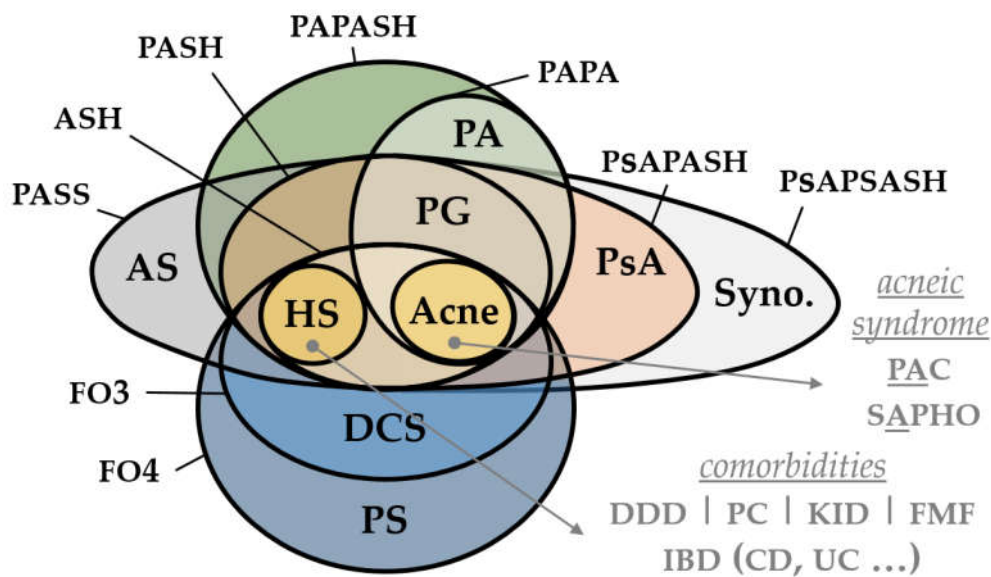 PAPASH
PASH
PAPA
ASH
PA
PsAPASH
PsAPSASH
PASS
PG
AS
PsA
Syno.
HS
Acne
acneic
syndrome
PAC
SAPHO
FO3
DCS
FO4
comorbidities
PS
DDD | PC | KID | FMF
IBD (CD, UC ...)